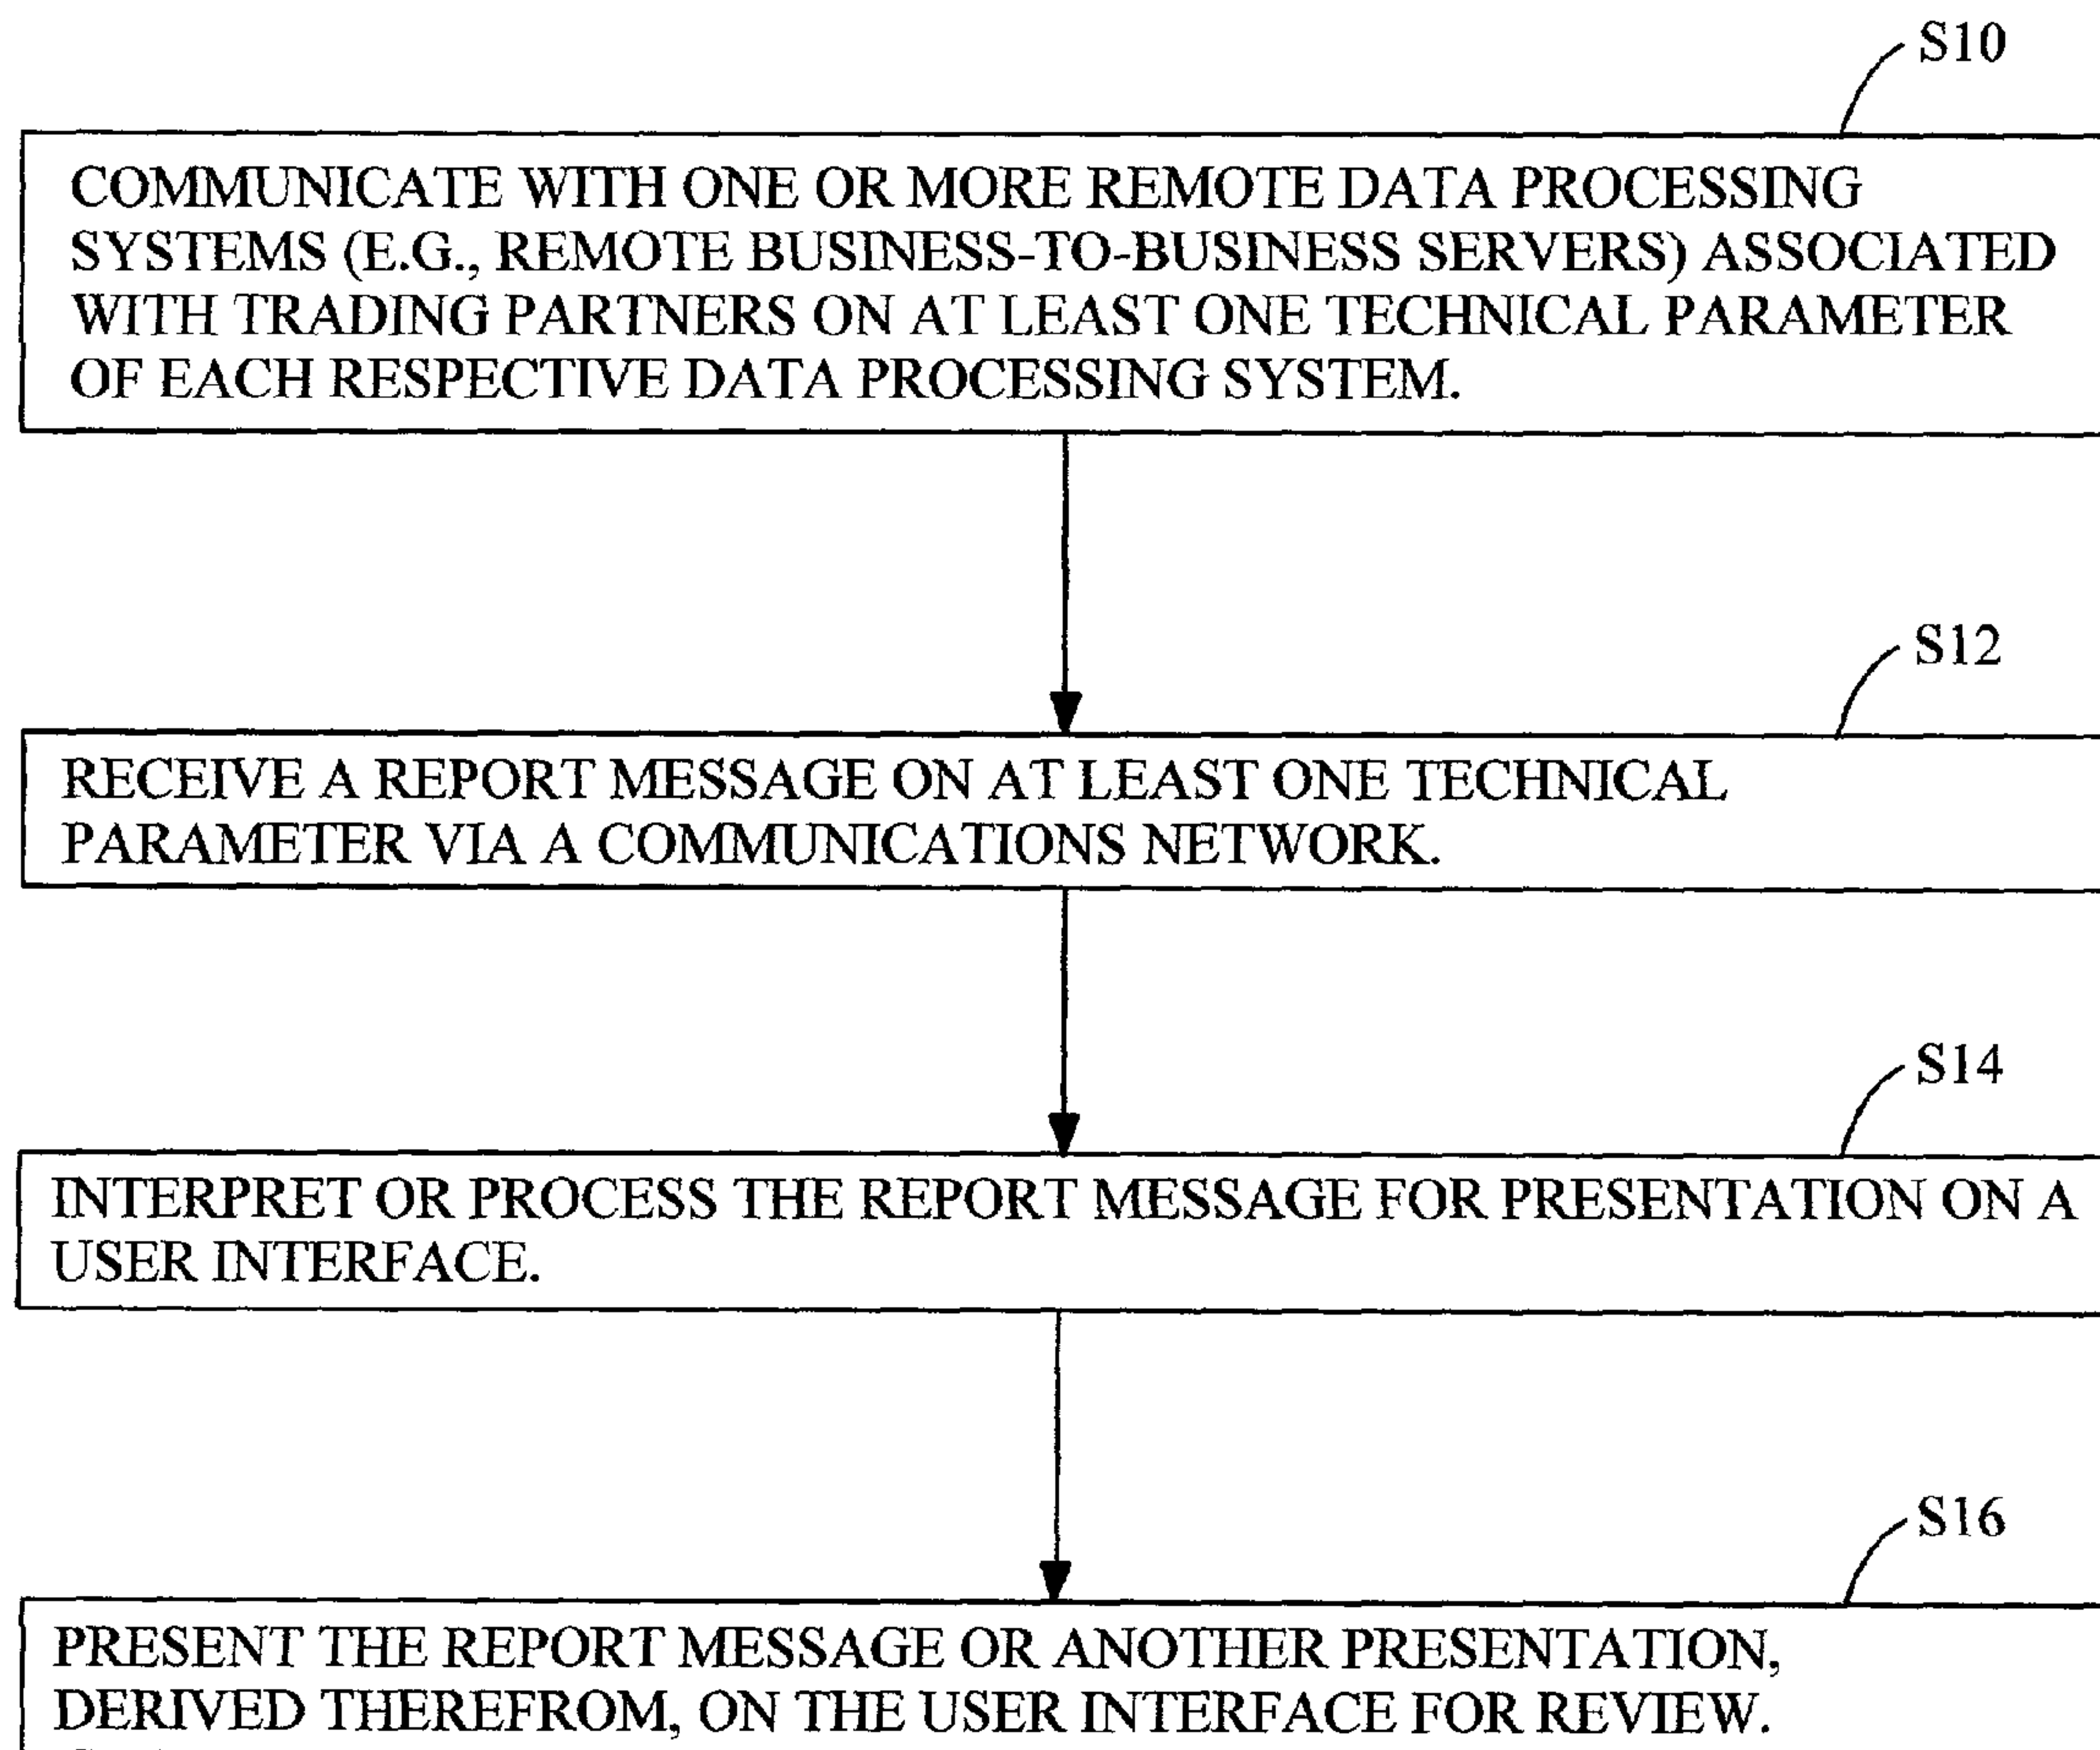 S10
COMMUNICATE WITH ONE OR MORE REMOTE DATA PROCESSING
SYSTEMS (E.G., REMOTE BUSINESS-TO-BUSINESS SERVERS) ASSOCIATED
WITH TRADING PARTNERS ON AT LEAST ONE TECHNICAL PARAMETER
OF EACH RESPECTIVE DATA PROCESSING SYSTEM.
S12
RECEIVE A REPORT MESSAGE ON AT LEAST ONE TECHNICAL
PARAMETER VIA A COMMUNICATIONS NETWORK.
S14
INTERPRET OR PROCESS THE REPORT MESSAGE FOR PRESENTATION ON A
USER INTERFACE.
S16
PRESENT THE REPORT MESSAGE OR ANOTHER PRESENTATION,
DERIVED THEREFROM, ON THE USER INTERFACE FOR REVIEW.